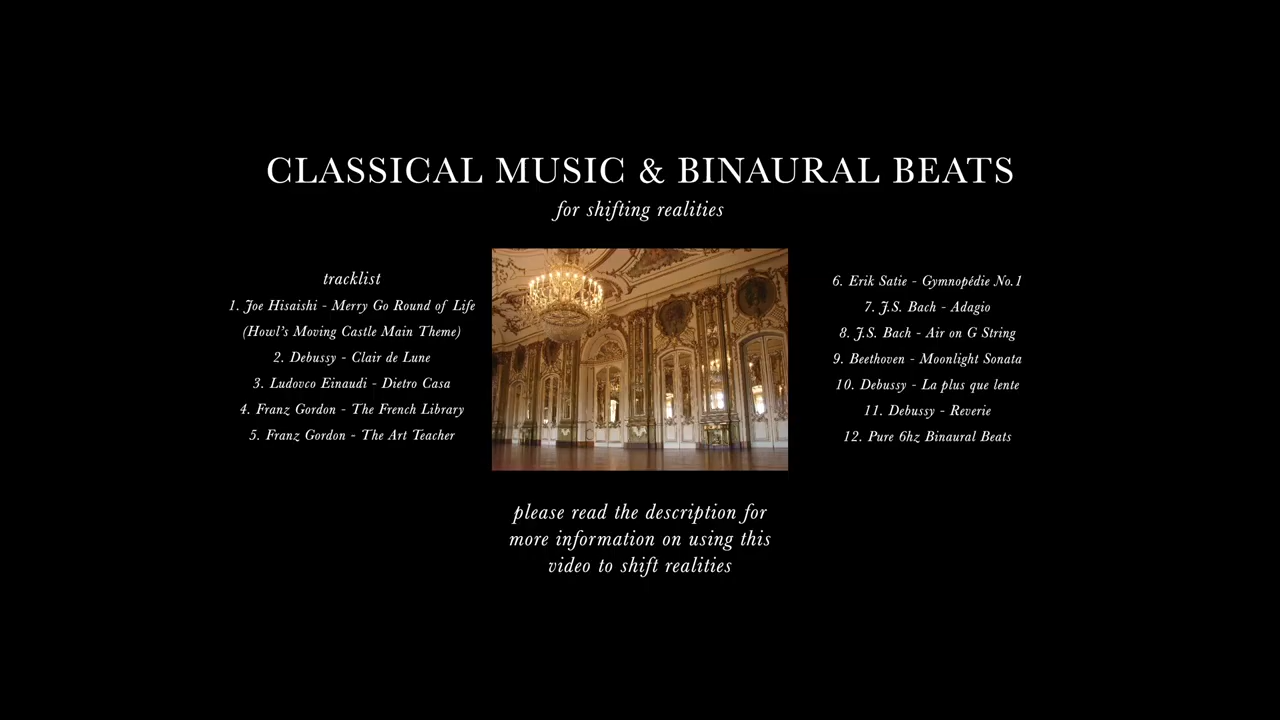 CLASSICAL MUSIC & BINAURAL BEATS
for shifting realities
tracklist
1. Joe Hisaishi - Merry Go Round of Life
(Howl's Moving Castle Main Theme)
2. Debussy - Clair de Lune
3. Ludovco Einaudi - Dietro Casa
4. Franz Gordon - The French Library
5. Franz Gordon - The Art Teacher
6. Erik Satie - Gymnopédie No.1
7. J.S. Bach - Adagio
8. J.S. Bach - Air on G String
9. Beethoven - Moonlight Sonata
10. Debussy - La plus que lente
11. Debussy - Reverie
12. Pure 6hz Binaural Beats
please read the description for
more information on using this
video to shift realities